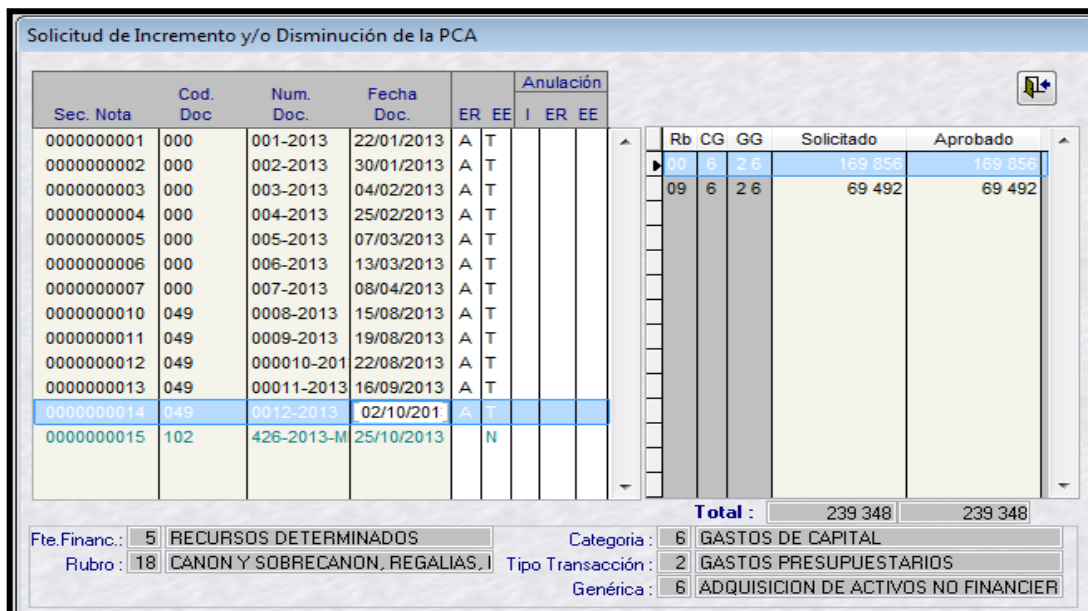 Solicitud de Incremento y/o Disminución de la PCA
Anulación
Sec. Nota Cod. Doc Num. Doc. Fecha Doc. ER EE I ER EE
0000000001 000 001-2013 22/01/2013 A T
0000000002 000 002-2013 30/01/2013 A T
0000000003 000 003-2013 04/02/2013 A T
0000000004 000 004-2013 25/02/2013 A T
0000000005 000 005-2013 07/03/2013 A T
0000000006 000 006-2013 13/03/2013 A T
0000000007 000 007-2013 08/04/2013 A T
0000000010 049 0008-2013 15/08/2013 A T
0000000011 049 0009-2013 19/08/2013 A T
0000000012 049 000010-201 22/08/2013 A T
0000000013 049 00011-2013 16/09/2013 A T
0000000014 049 0012-2013 02/10/201 A T
0000000015 102 426-2013-M 25/10/2013 N
Rb CG GG Solicitado Aprobado
00 6 2 6 169 856 169 856
09 6 2 6 69 492 69 492
Total : 239 348 239 348
Fte.Financ.: 5 RECURSOS DETERMINADOS
Rubro : 18 CANON Y SOBRECANON, REGALIAS,
Categoria : 6 GASTOS DE CAPITAL
Tipo Transacción : 2 GASTOS PRESUPUESTARIOS
Genérica : 6 ADQUISICION DE ACTIVOS NO FINANCIER